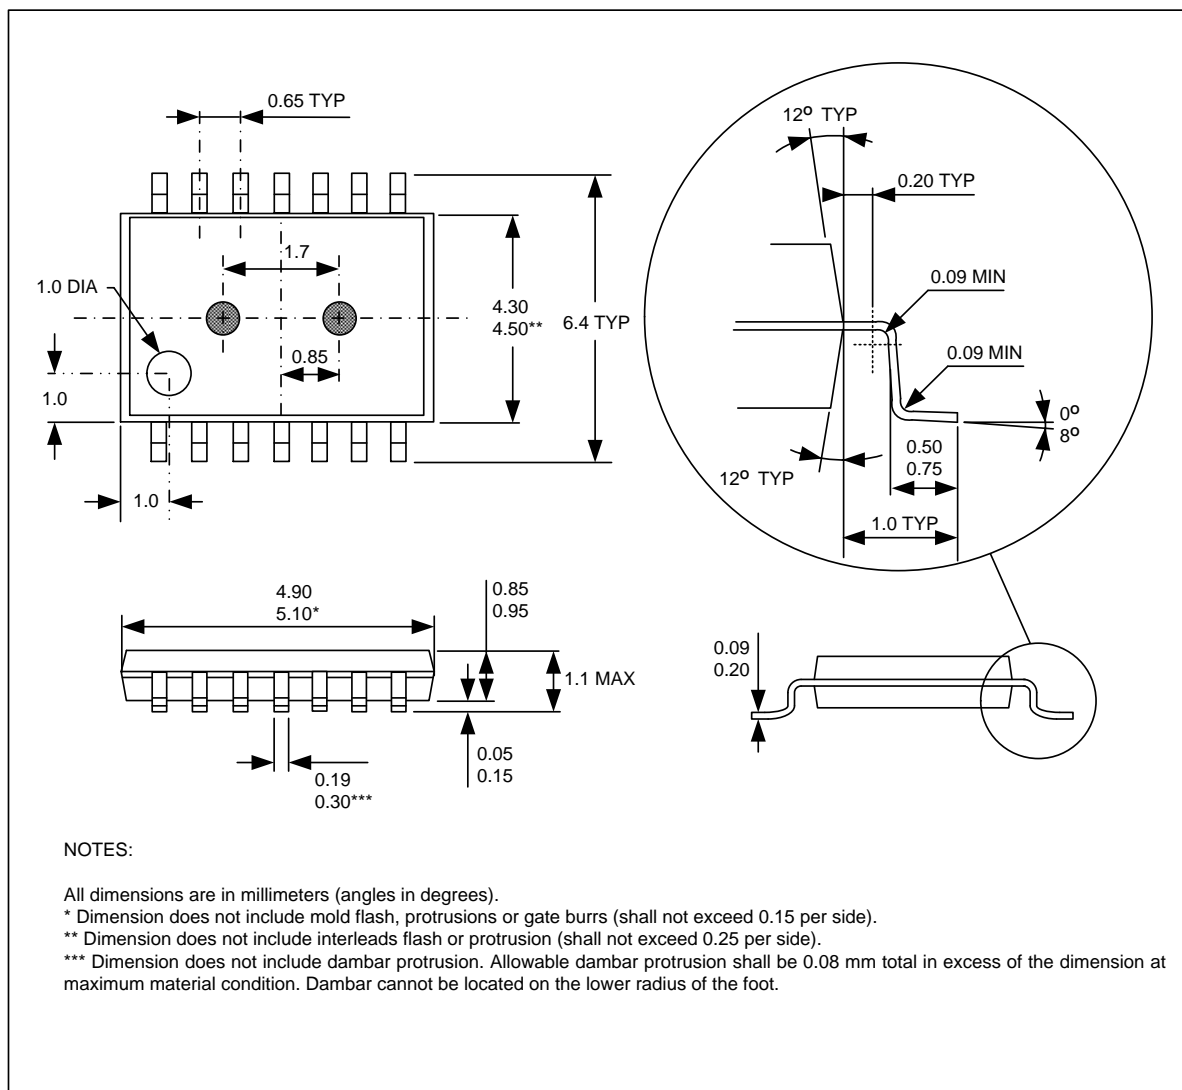 0.65 TYP
1.7
1.0 DIA
4.30
4.50**
6.4 TYP
0.85
1.0
1.0
12º TYP
0.20 TYP
0.09 MIN
0.09 MIN
0º
8º
0.50
0.75
12º TYP
1.0 TYP
4.90
5.10*
0.85
0.95
1.1 MAX
0.05
0.15
0.19
0.30***
0.09
0.20
NOTES:
All dimensions are in millimeters (angles in degrees).
* Dimension does not include mold flash, protrusions or gate burrs (shall not exceed 0.15 per side).
** Dimension does not include interleads flash or protrusion (shall not exceed 0.25 per side).
*** Dimension does not include dambar protrusion. Allowable dambar protrusion shall be 0.08 mm total in excess of the dimension at
maximum material condition. Dambar cannot be located on the lower radius of the foot.